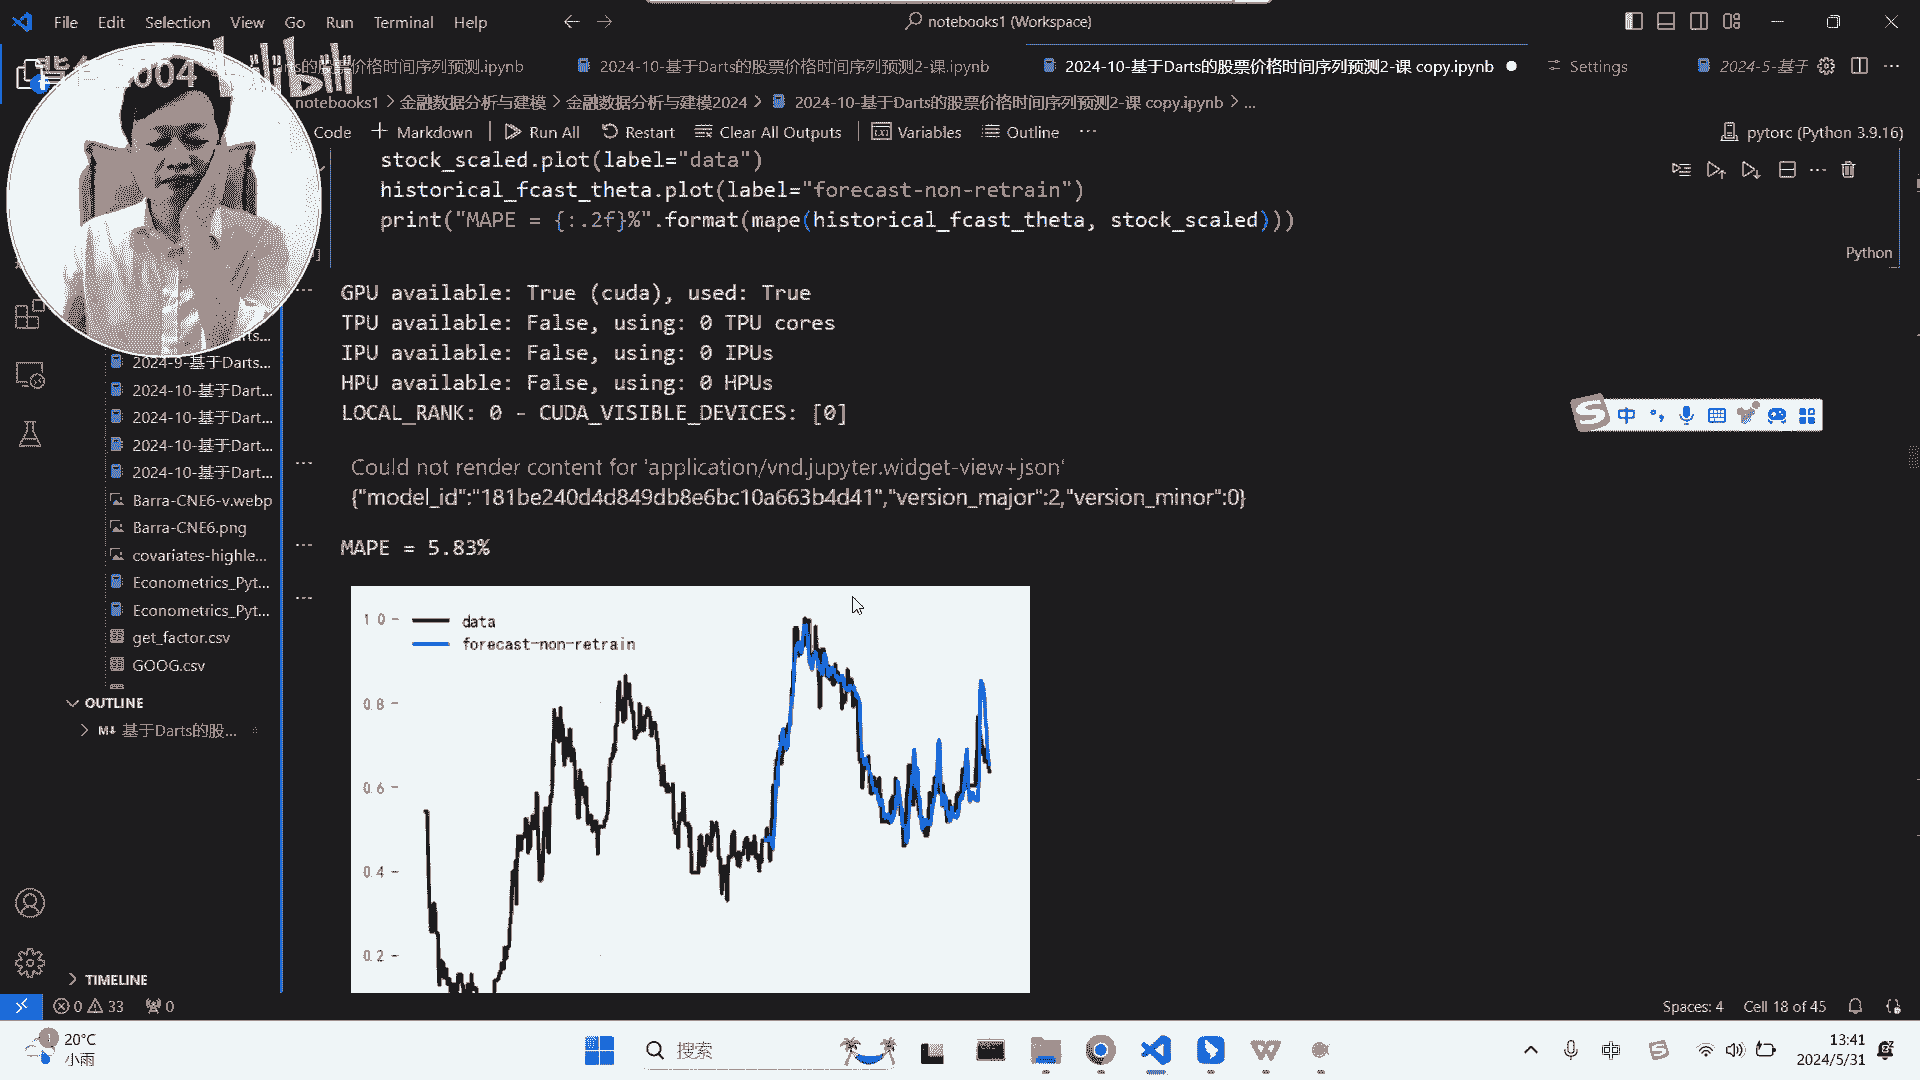 File Edit Selection View Go Run Terminal Help
notebooks1 (Workspace)
004 bilibili
的股票价格时间序列预测.ipynb
2024-10-基于Darts的股票价格时间序列预测2-课.ipynb
2024-10-基于Darts的股票价格时间序列预测2-课 copy.ipynb
Settings
2024-5-基于
notebooks1 > 金融数据分析与建模 > 金融数据分析与建模2024 > 2024-10-基于Darts的股票价格时间序列预测2-课 copy.ipynb > ...
Code + Markdown Run All Restart Clear All Outputs Variables Outline ...
pytorc (Python 3.9.16)
stock_scaled.plot(label="data")
historical_fcast_theta.plot(label="forecast-non-retrain")
print("MAPE = {:.2f}%".format(mape(historical_fcast_theta, stock_scaled)))
Python
GPU available: True (cuda), used: True
TPU available: False, using: 0 TPU cores
IPU available: False, using: 0 IPUs
HPU available: False, using: 0 HPUs
LOCAL_RANK: 0 - CUDA_VISIBLE_DEVICES: [0]
Could not render content for 'application/vnd.jupyter.widget-view+json'
{"model_id":"181be240d4d849db8e6bc10a663b4d41","version_major":2,"version_minor":0}
MAPE = 5.83%
data
forecast-non-retrain
1.0
0.8
0.6
0.4
0.2
2024-9-基于Darts...
2024-10-基于Dart...
2024-10-基于Dart...
2024-10-基于Dart...
2024-10-基于Dart...
Barra-CNE6-v.webp
Barra-CNE6.png
covariates-highle...
Econometrics_Pyt...
Econometrics_Pyt...
get_factor.csv
GOOG.csv
OUTLINE
基于Darts的股...
TIMELINE
中
0 33 0
Spaces: 4 Cell 18 of 45
20°C
小雨
搜索
中
13:41
2024/5/31